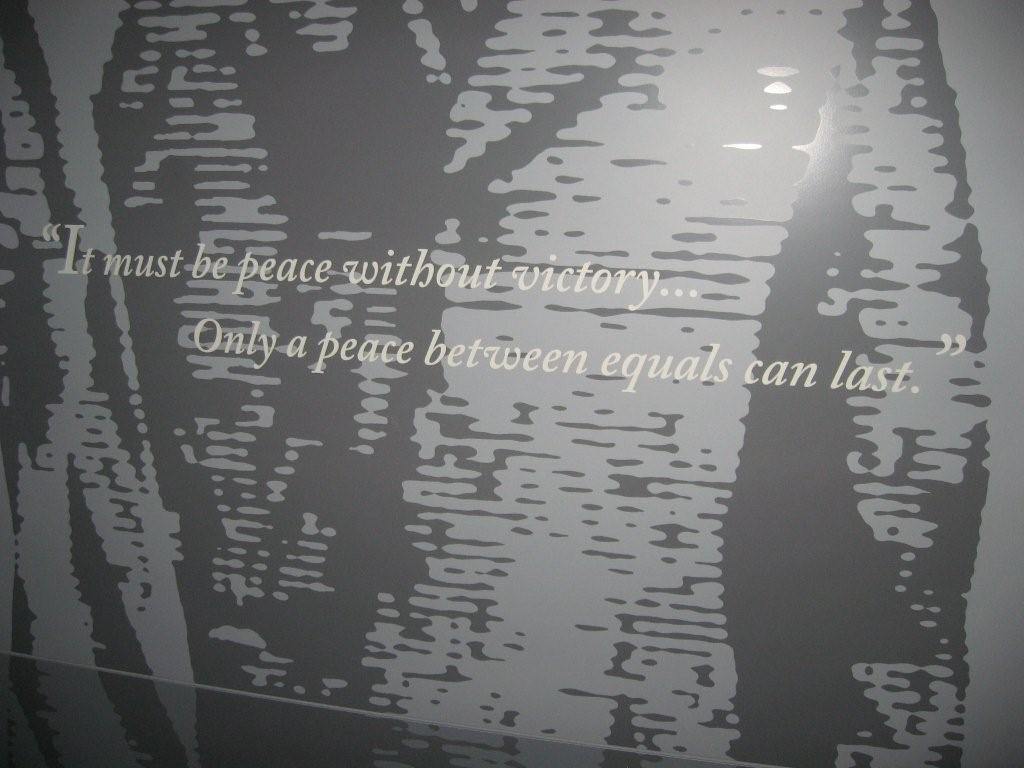 “It must be peace without victory...
Only a peace between equals can last.”